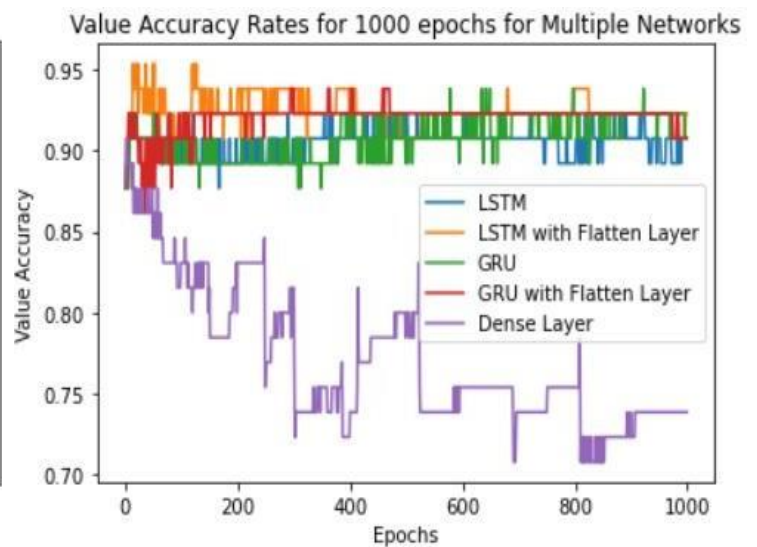 Value Accuracy Rates for 1000 epochs for Multiple Networks
0.95
0.90
0.85
0.80
0.75
0.70
Value Accuracy
LSTM
LSTM with Flatten Layer
GRU
GRU with Flatten Layer
Dense Layer
0 200 400 600 800 1000
Epochs